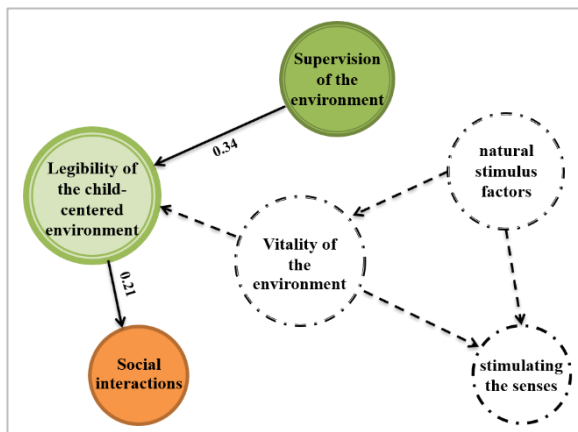 Supervision
of the
environment
0.34
Legibility of
the child-
centered
environment
natural
stimulus
factors
Vitality of
the
environment
0.21
Social
interactions
stimulating
the senses